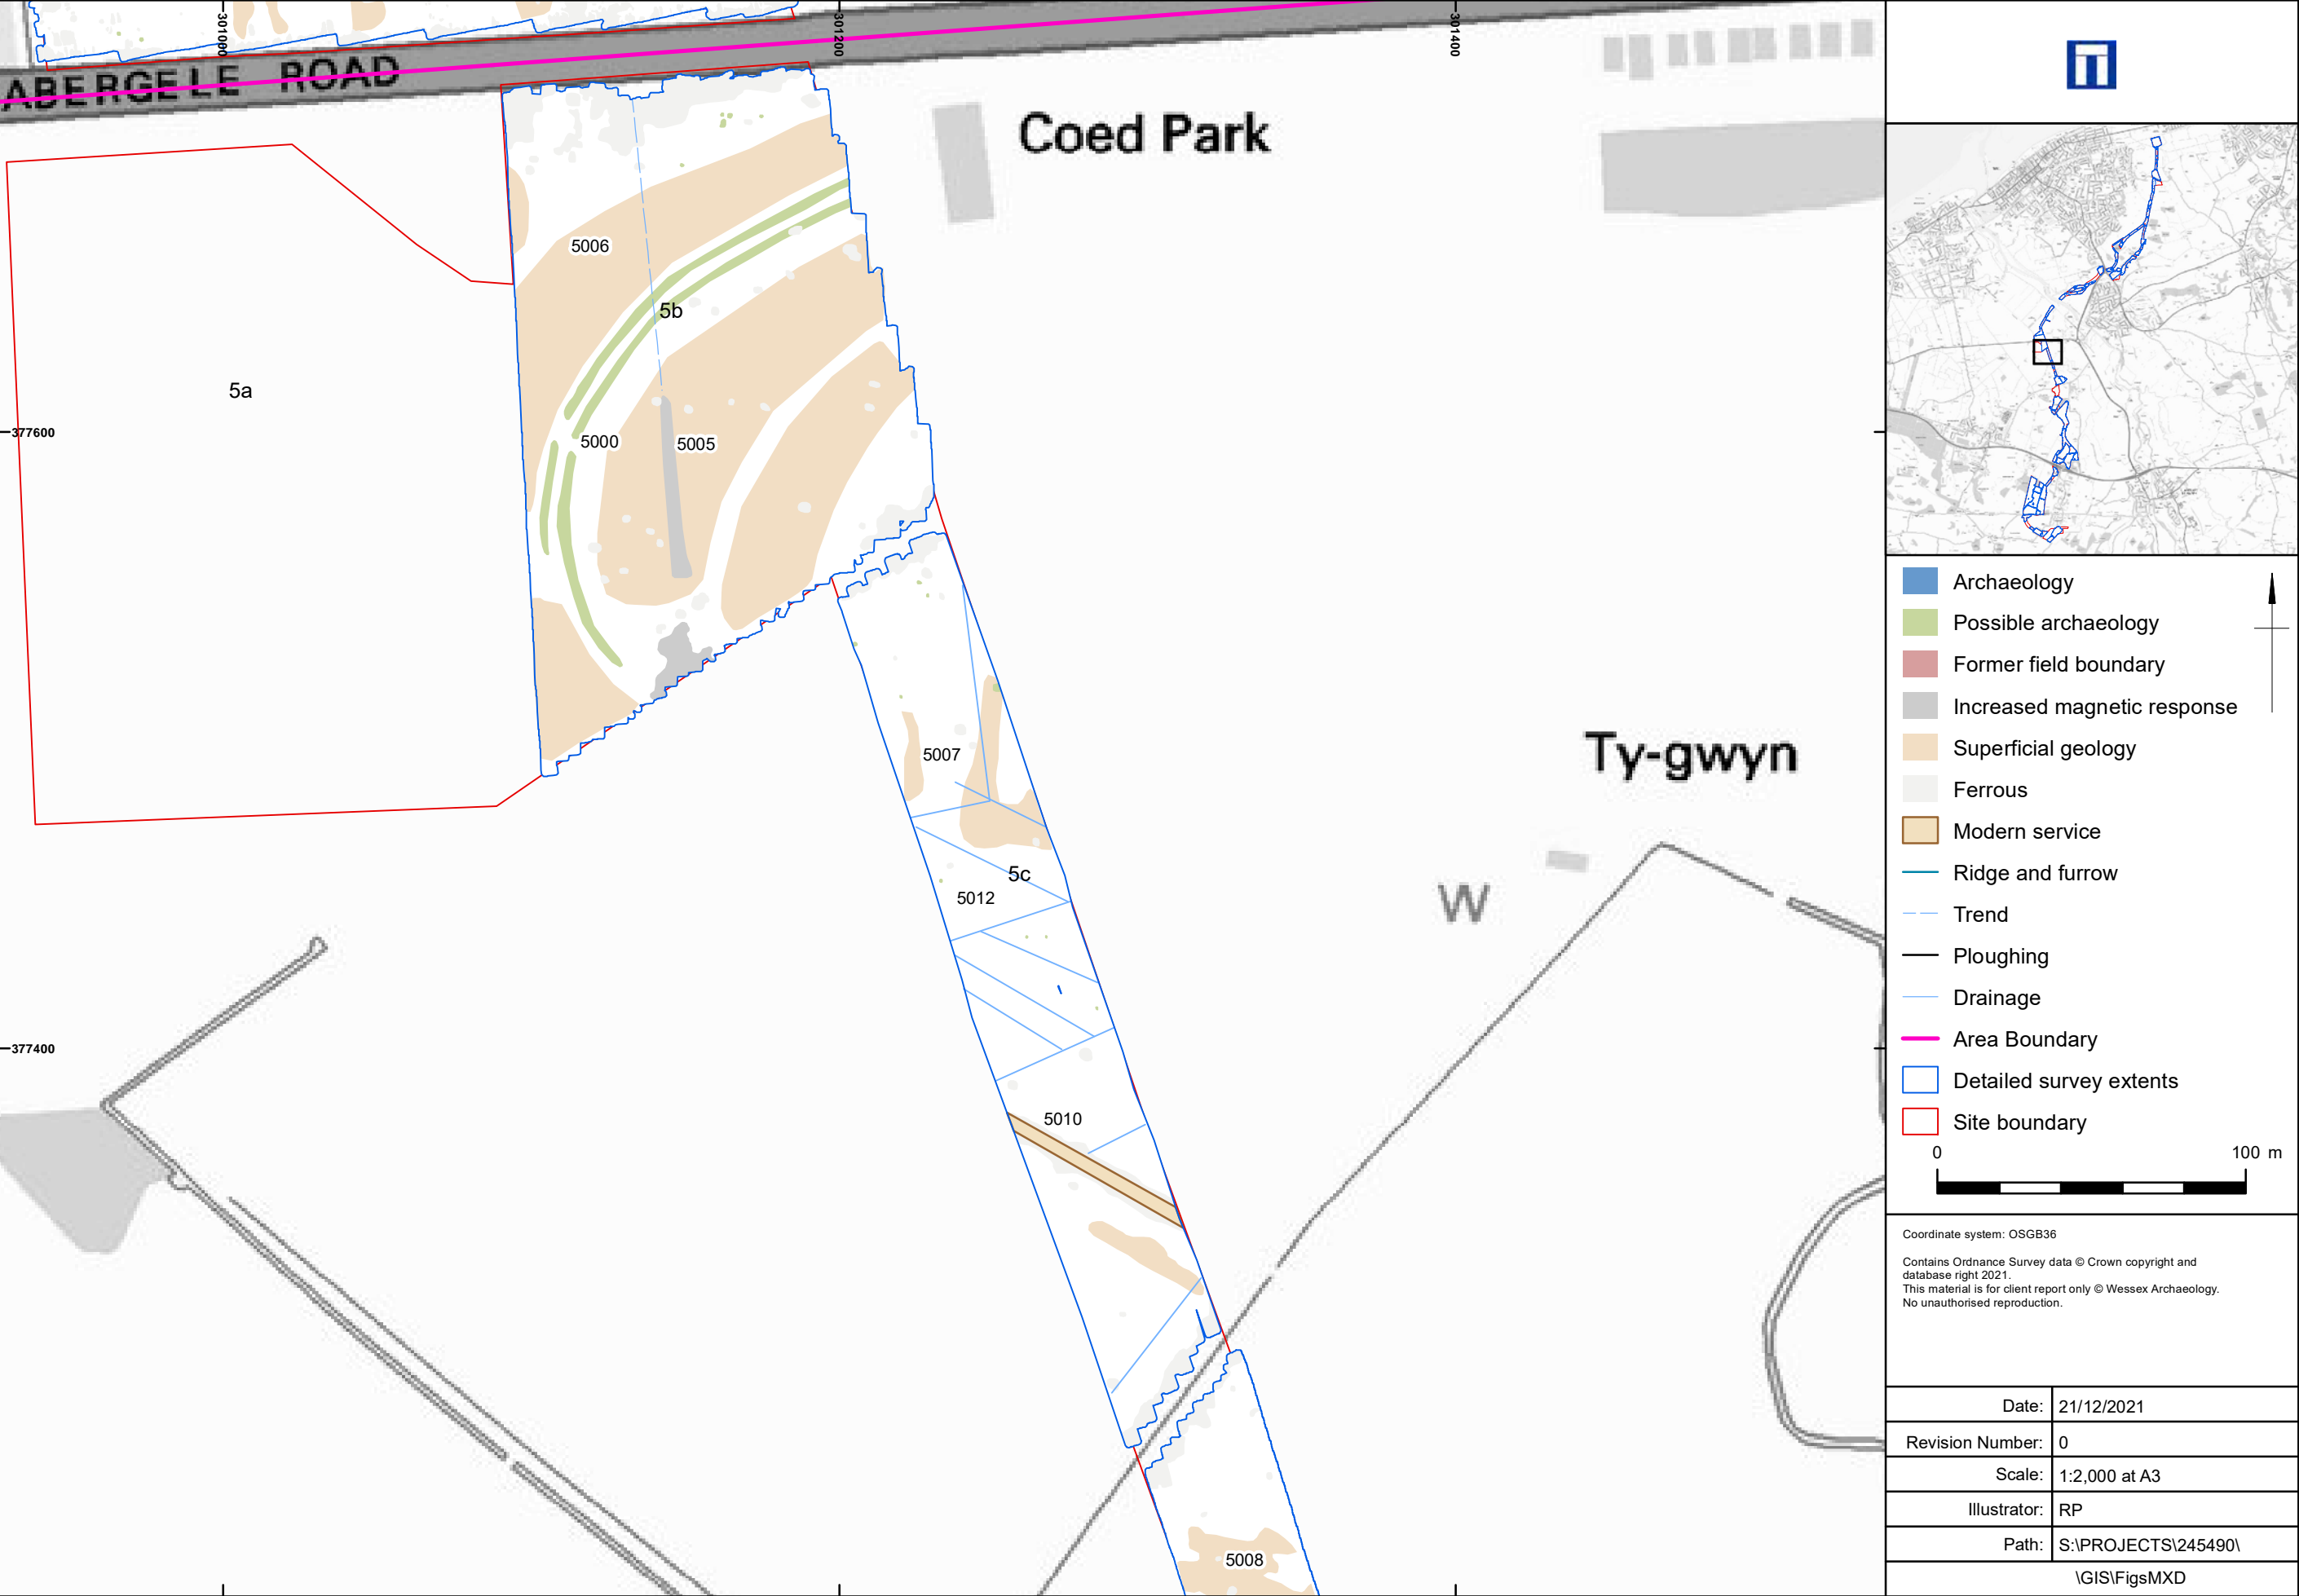 301000
301200
301400
ABERGELE ROAD
Coed Park
5006
5b
5a
377600
5000
5005
Ty-gwyn
5007
5c
5012
W
377400
5010
5008
Archaeology
Possible archaeology
Former field boundary
Increased magnetic response
Superficial geology
Ferrous
Modern service
Ridge and furrow
Trend
Ploughing
Drainage
Area Boundary
Detailed survey extents
Site boundary
0 100 m
Coordinate system: OSGB36
Contains Ordnance Survey data © Crown copyright and
database right 2021.
This material is for client report only © Wessex Archaeology.
No unauthorised reproduction.
Date: 21/12/2021
Revision Number: 0
Scale: 1:2,000 at A3
Illustrator: RP
Path: S:\PROJECTS\245490\
\GIS\FigsMXD